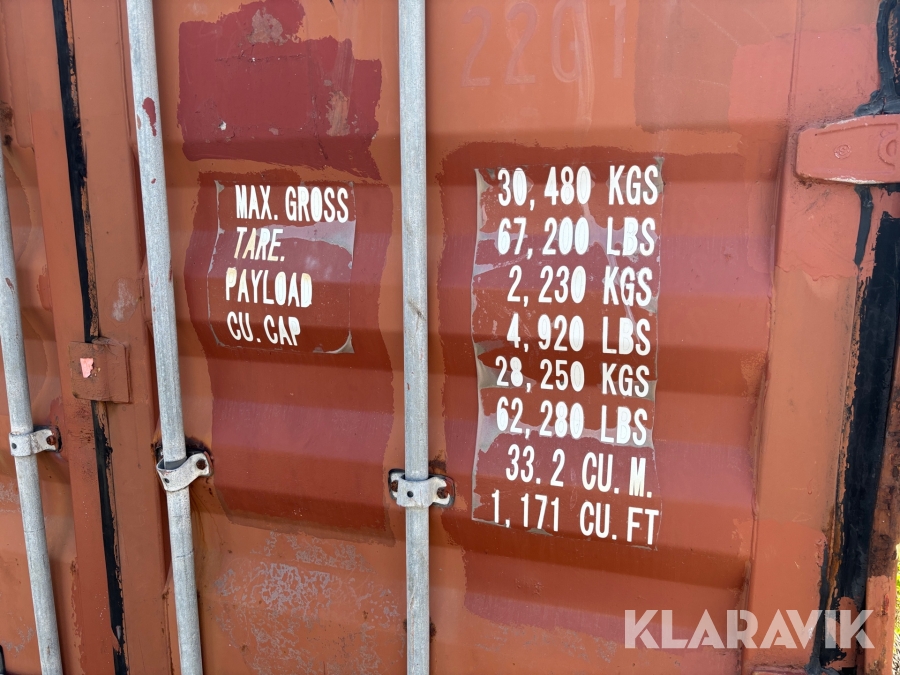 22G1
MAX. GROSS
TARE.
PAYLOAD
CU. CAP
30,480 KGS
67,200 LBS
2,230 KGS
4,920 LBS
28,250 KGS
62,280 LBS
33.2 CU. M.
1,171 CU. FT
KLARAVIK